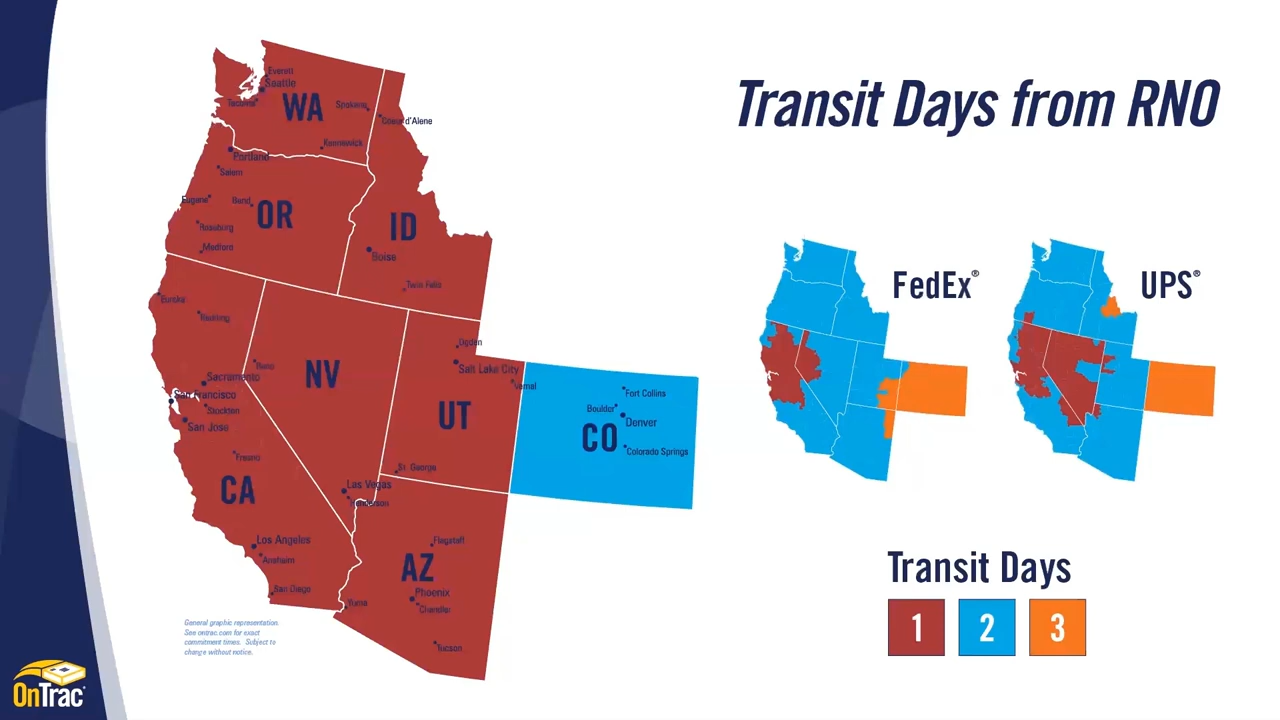 Transit Days from RNO
Everett
Seattle
Tacoma
WA
Spokane
Coeur d'Alene
Kennewick
Portland
Salem
Eugene
Bend
OR
ID
Roseburg
Medford
Boise
Twin Falls
Eureka
Redding
Reno
Sacramento
San Francisco
Stockton
San Jose
Fresno
NV
Ogden
Salt Lake City
Vernal
UT
Fort Collins
Boulder
Denver
CO
Colorado Springs
St. George
Las Vegas
Henderson
CA
Los Angeles
Anaheim
San Diego
Yuma
Flagstaff
AZ
Phoenix
Chandler
Tucson
FedEx®
UPS®
Transit Days
1 2 3
General graphic representation.
See ontrac.com for exact
commitment times. Subject to
change without notice.
OnTrac